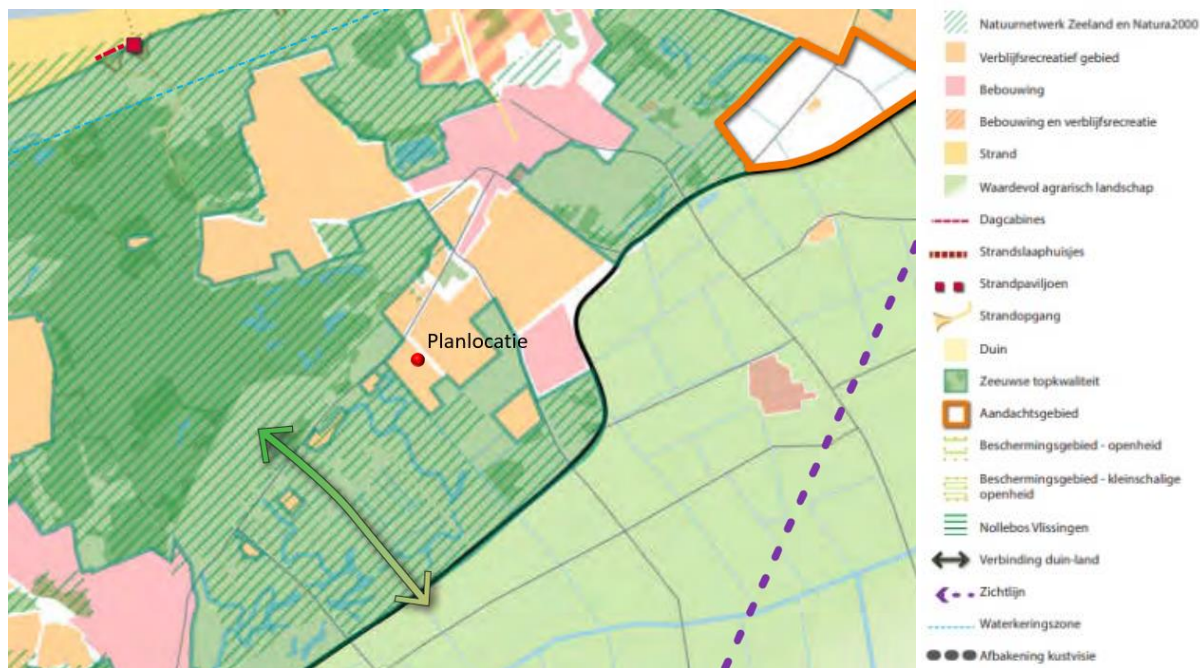 Planlocatie
Natuurnetwerk Zeeland en Natura2000
Verblijfsrecreatief gebied
Bebouwing
Bebouwing en verblijfsrecreatie
Strand
Waardevol agrarisch landschap
Dagcabines
Strandslaaphuisjes
Strandpaviljoen
Strandopgang
Duin
Zeeuwse topkwaliteit
Aandachtsgebied
Beschermingsgebied - openheid
Beschermingsgebied - kleinschalige
openheid
Nollebos Vlissingen
Verbinding duin-land
Zichtlijn
Waterkeringszone
Afbakening kustvisie